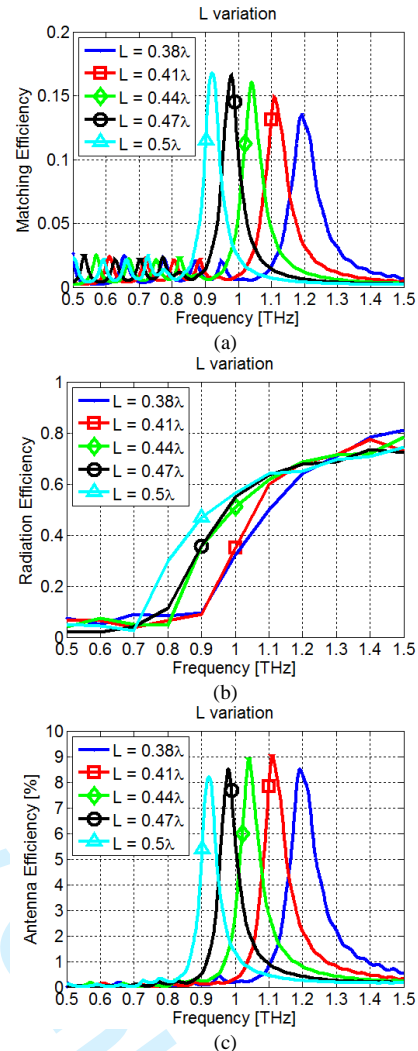 L variation
L = 0.38λ
L = 0.41λ
L = 0.44λ
L = 0.47λ
L = 0.5λ
Matching Efficiency
0.2
0.15
0.1
0.05
0
0.5 0.6 0.7 0.8 0.9 1 1.1 1.2 1.3 1.4 1.5
Frequency [THz]
(a)
L variation
L = 0.38λ
L = 0.41λ
L = 0.44λ
L = 0.47λ
L = 0.5λ
Radiation Efficiency
1
0.8
0.6
0.4
0.2
0
0.5 0.6 0.7 0.8 0.9 1 1.1 1.2 1.3 1.4 1.5
Frequency [THz]
(b)
L variation
L = 0.38λ
L = 0.41λ
L = 0.44λ
L = 0.47λ
L = 0.5λ
Antenna Efficiency [%]
10
9
8
7
6
5
4
3
2
1
0
0.5 0.6 0.7 0.8 0.9 1 1.1 1.2 1.3 1.4 1.5
Frequency [THz]
(c)